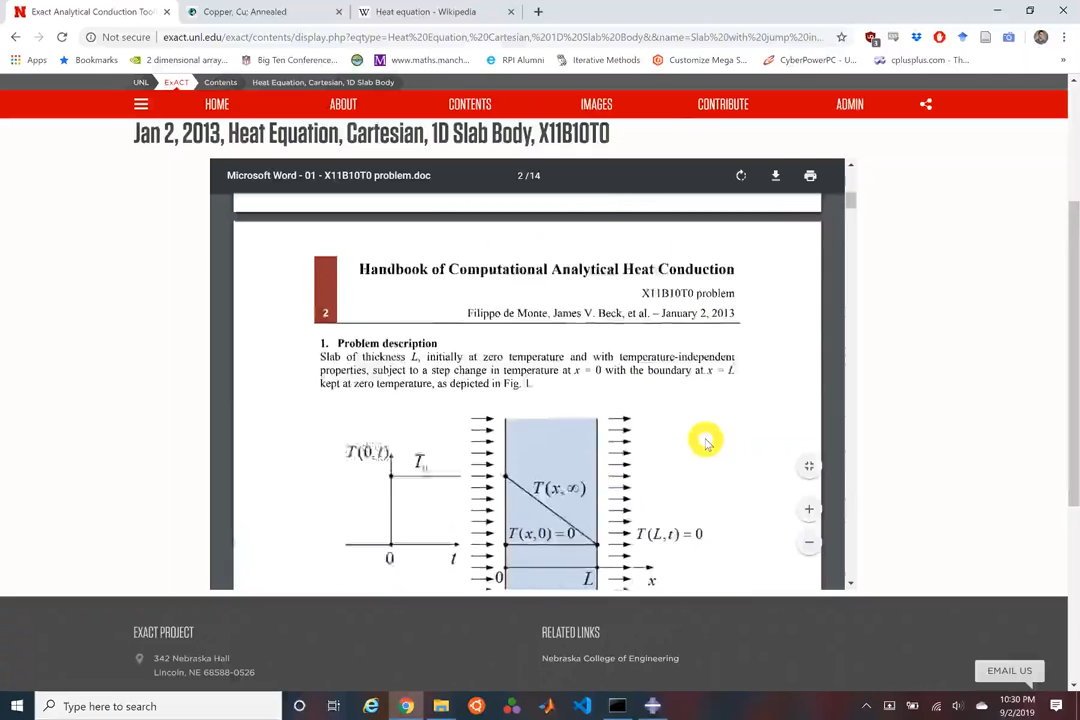 Exact Analytical Conduction Tool
Copper, Cu; Annealed
Heat equation - Wikipedia
Not secure
exact.unl.edu/exact/contents/display.php?eqtype=Heat%20Equation,%20Cartesian,%201D%20Slab%20Body&&name=Slab%20with%20jump%20in...
Apps
Bookmarks
2 dimensional array...
Big Ten Conference...
www.maths.manch...
RPI Alumni
Iterative Methods
Customize Mega S...
CyberPowerPC - U...
cplusplus.com - Th...
UNL
ExACT
Contents
Heat Equation, Cartesian, 1D Slab Body
HOME
ABOUT
CONTENTS
IMAGES
CONTRIBUTE
ADMIN
Jan 2, 2013, Heat Equation, Cartesian, 1D Slab Body, X11B10T0
Microsoft Word - 01 - X11B10T0 problem.doc
2 / 14
Handbook of Computational Analytical Heat Conduction
X11B10T0 problem
2
Filippo de Monte, James V. Beck, et al. – January 2, 2013
1. Problem description
Slab of thickness L, initially at zero temperature and with temperature-independent
properties, subject to a step change in temperature at x = 0 with the boundary at x = L
kept at zero temperature, as depicted in Fig. 1.
T(0,t)
T0
T(x,∞)
T(x,0)=0
T(L,t)=0
0
t
0
L
x
EXACT PROJECT
RELATED LINKS
342 Nebraska Hall
Lincoln, NE 68588-0526
Nebraska College of Engineering
EMAIL US
Type here to search
10:30 PM
9/2/2019